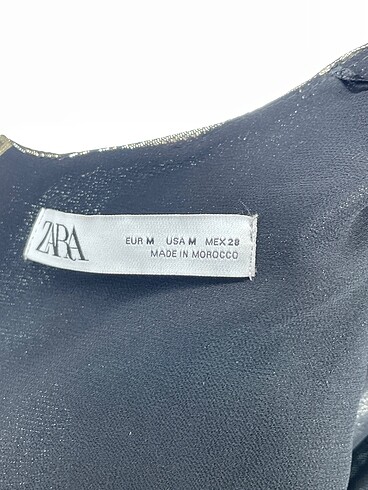 ZARA
EUR M USA M MEX 28
MADE IN MOROCCO